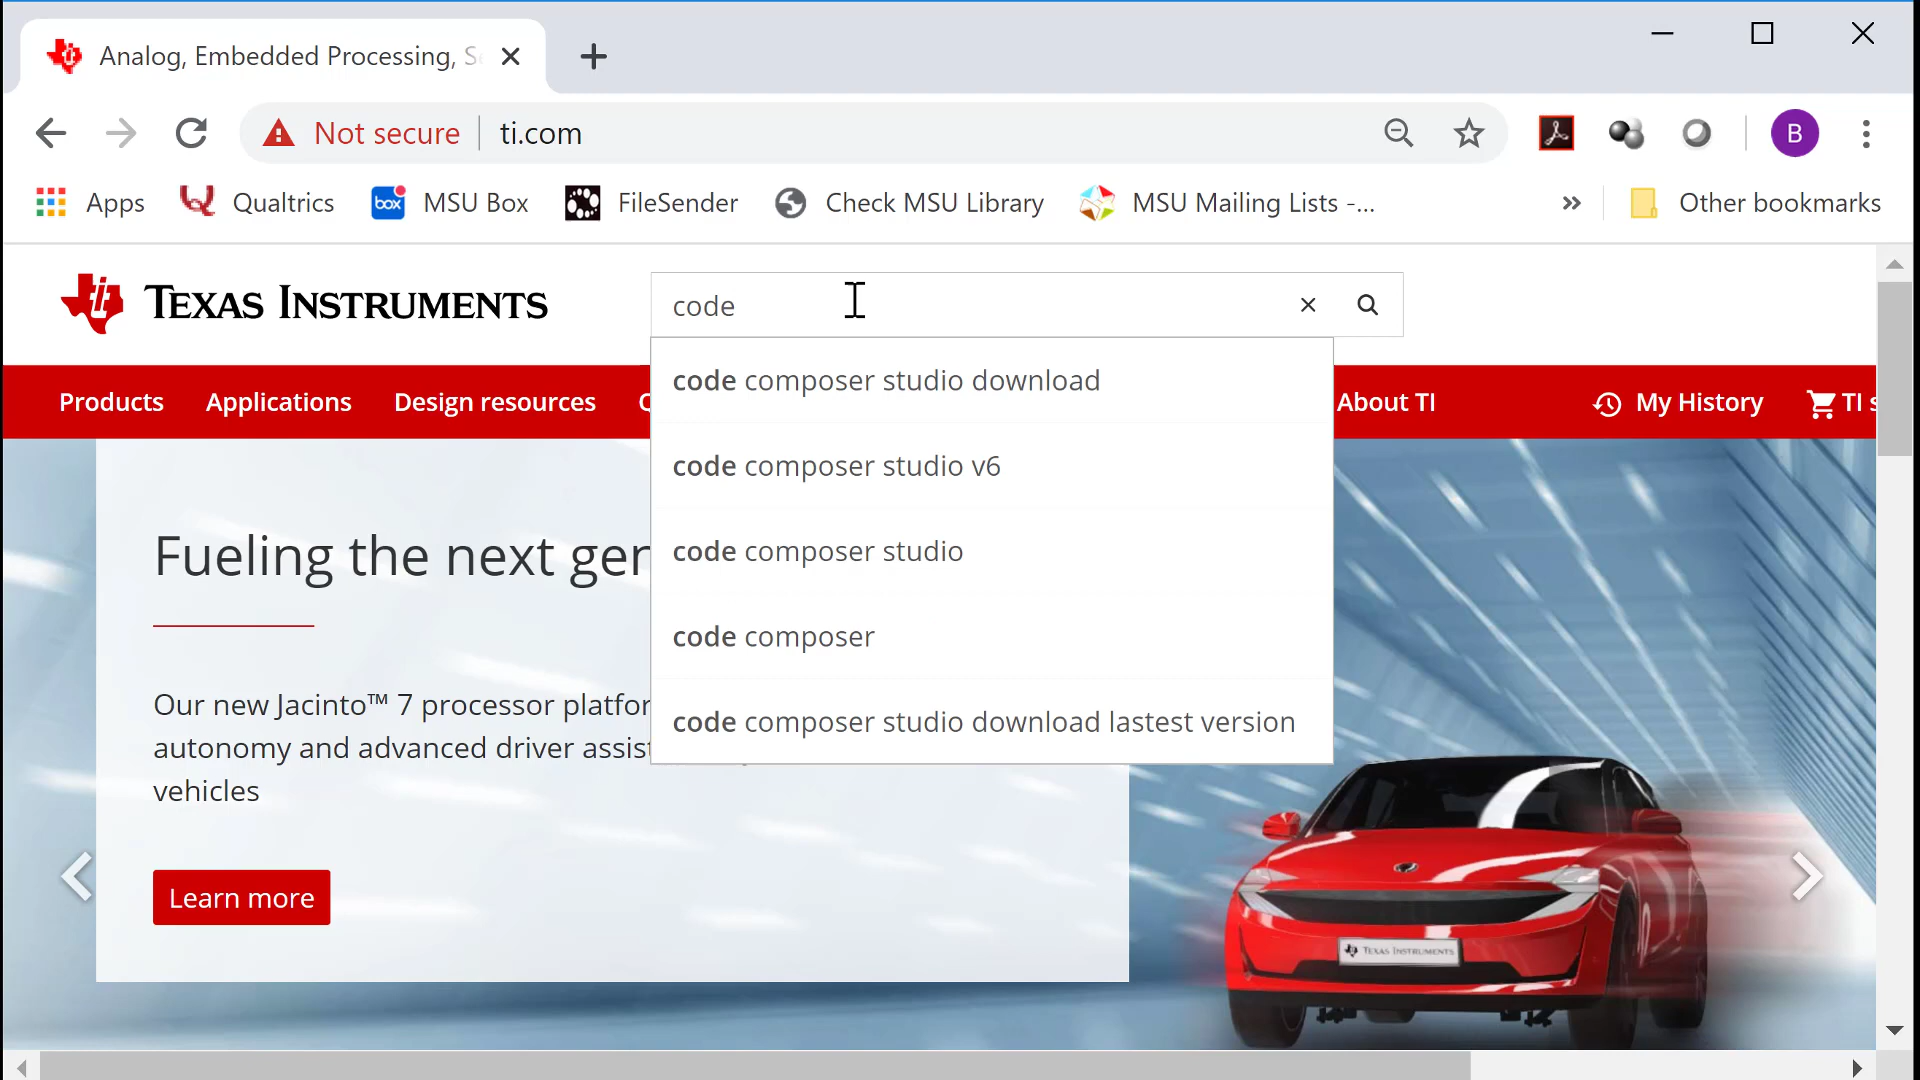 Analog, Embedded Processing, S
Not secure
ti.com
B
Apps
Qualtrics
box
MSU Box
FileSender
Check MSU Library
MSU Mailing Lists -...
»
Other bookmarks
TEXAS INSTRUMENTS
code
Products
Applications
Design resources
About TI
My History
TI s
code composer studio download
code composer studio v6
code composer studio
code composer
code composer studio download lastest version
Fueling the next gen
Our new Jacinto™ 7 processor platfor
autonomy and advanced driver assist
vehicles
Learn more
TEXAS INSTRUMENTS